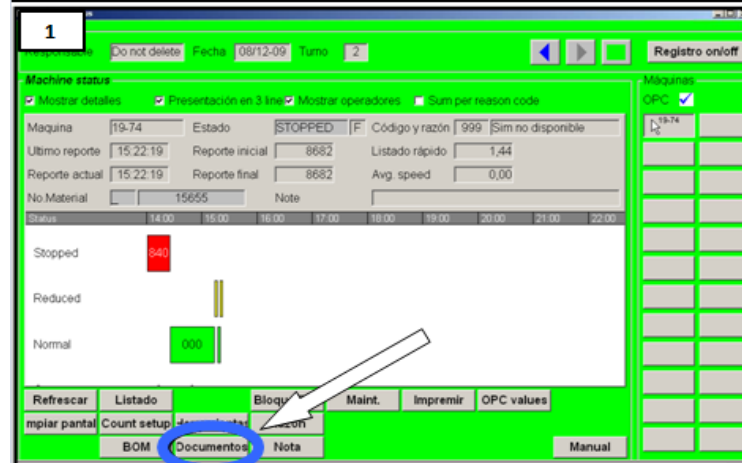 1
Responsable Do not delete Fecha 08/12-09 Turno 2 Registro on/off
Machine status Máquinas
Mostrar detalles Presentación en 3 line Mostrar operadores Sum per reason code OPC
Maquina 19-74 Estado STOPPED F Código y razón 999 Sim no disponible 19-74
Ultimo reporte 15:22:19 Reporte inicial 8682 Listado rápido 1,44
Reporte actual 15:22:19 Reporte final 8682 Avg. speed 0,00
No.Material 15655 Note
Status 14:00 15:00 16:00 17:00 18:00 19:00 20:00 21:00 22:00
Stopped 840
Reduced
Normal 000
Refrescar Listado Maint. Imprimir OPC values
mpiar pantal Count setup
BOM Documentos Nota Manual